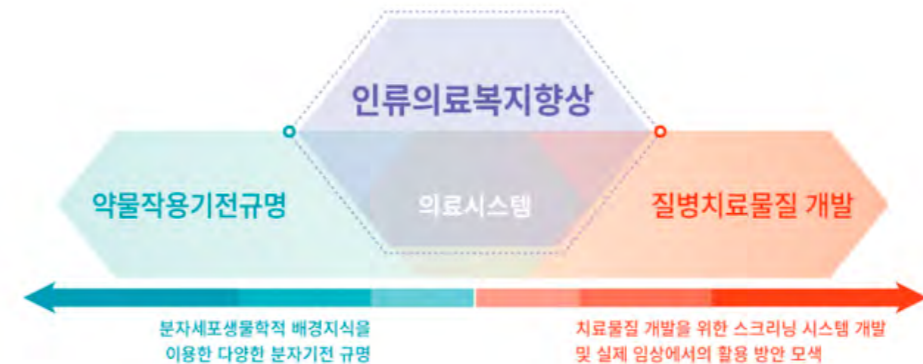 인류의료복지향상
약물작용기전규명
의료시스템
질병치료물질 개발
분자세포생물학적 배경지식을
이용한 다양한 분자기전 규명
치료물질 개발을 위한 스크리닝 시스템 개발
및 실제 임상에서의 활용 방안 모색